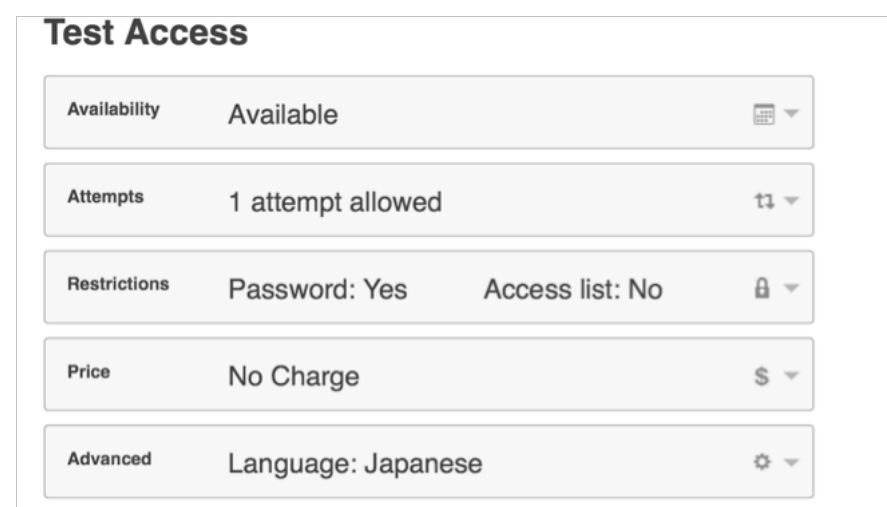 Test Access
Availability Available
Attempts 1 attempt allowed
Restrictions Password: Yes Access list: No
Price No Charge $
Advanced Language: Japanese